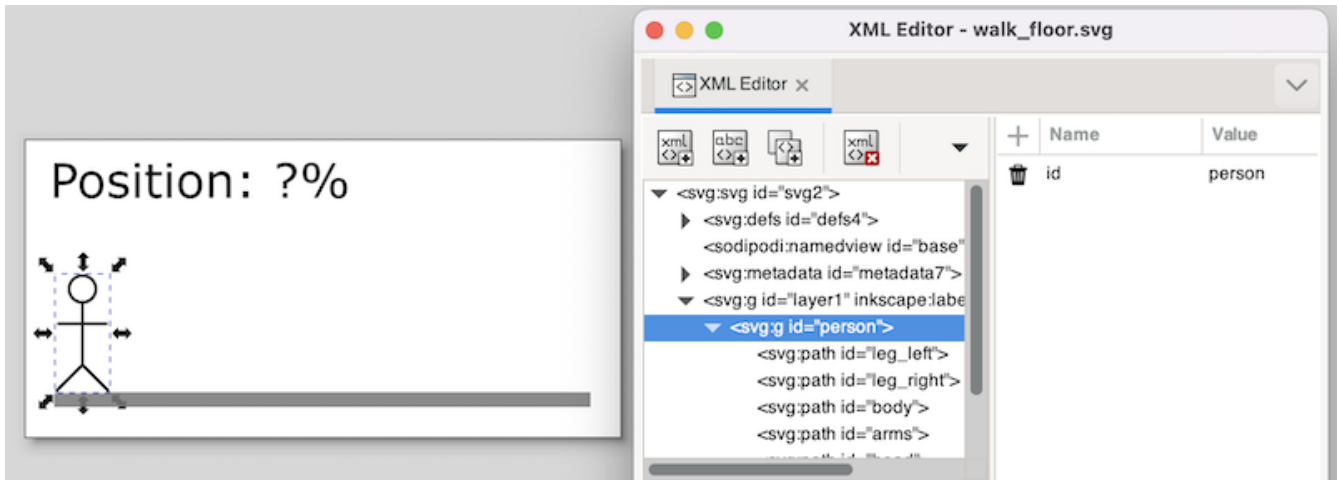 XML Editor - walk_floor.svg
XML Editor
Position: ?%
Name Value
id person
<svg:svg id="svg2">
<svg:defs id="defs4">
<sodipodi:namedview id="base"
<svg:metadata id="metadata7">
<svg:g id="layer1" inkscape:labe
<svg:g id="person">
<svg:path id="leg_left">
<svg:path id="leg_right">
<svg:path id="body">
<svg:path id="arms">